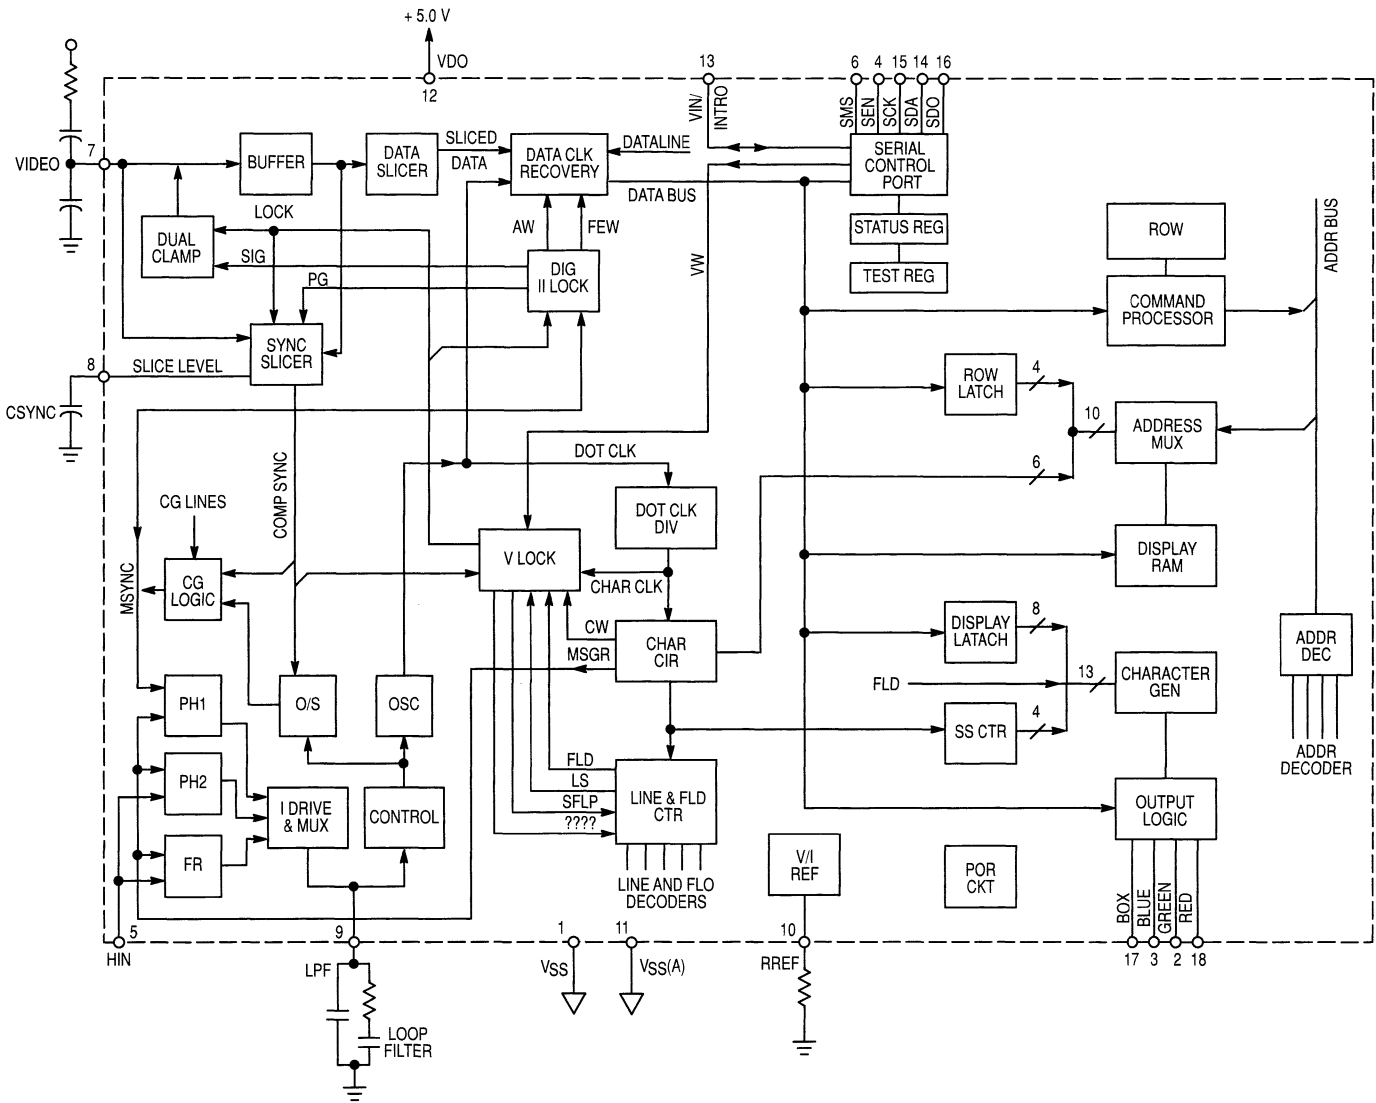 + 5.0 V
VDO
12
13
VIN/
INTRO
6
4
15
14
16
SMS
SEN
SCK
SDA
SDO
VIDEO
7
BUFFER
DATA
SLICER
SLICED
DATA
DATA CLK
RECOVERY
DATALINE
SERIAL
CONTROL
PORT
DATA BUS
STATUS REG
TEST REG
ROW
COMMAND
PROCESSOR
ADDR BUS
LOCK
DUAL
CLAMP
SIG
PG
AW
FEW
DIG
II LOCK
VW
SYNC
SLICER
8
SLICE LEVEL
CSYNC
ROW
LATCH
4
10
ADDRESS
MUX
6
DOT CLK
DOT CLK
DIV
COMP SYNC
CG LINES
CG
LOGIC
MSYNC
V LOCK
CHAR CLK
DISPLAY
RAM
CW
MSGR
CHAR
CIR
DISPLAY
LATACH
8
ADDR
DEC
FLD
13
CHARACTER
GEN
PH1
O/S
OSC
SS CTR
4
ADDR
DECODER
PH2
FLD
LS
SFLP
????
LINE & FLD
CTR
I DRIVE
& MUX
CONTROL
OUTPUT
LOGIC
FR
V/I
REF
POR
CKT
LINE AND FLO
DECODERS
BOX
BLUE
GREEN
RED
5
HIN
9
LPF
1
VSS
11
VSS(A)
10
RREF
17
3
2
18
LOOP
FILTER